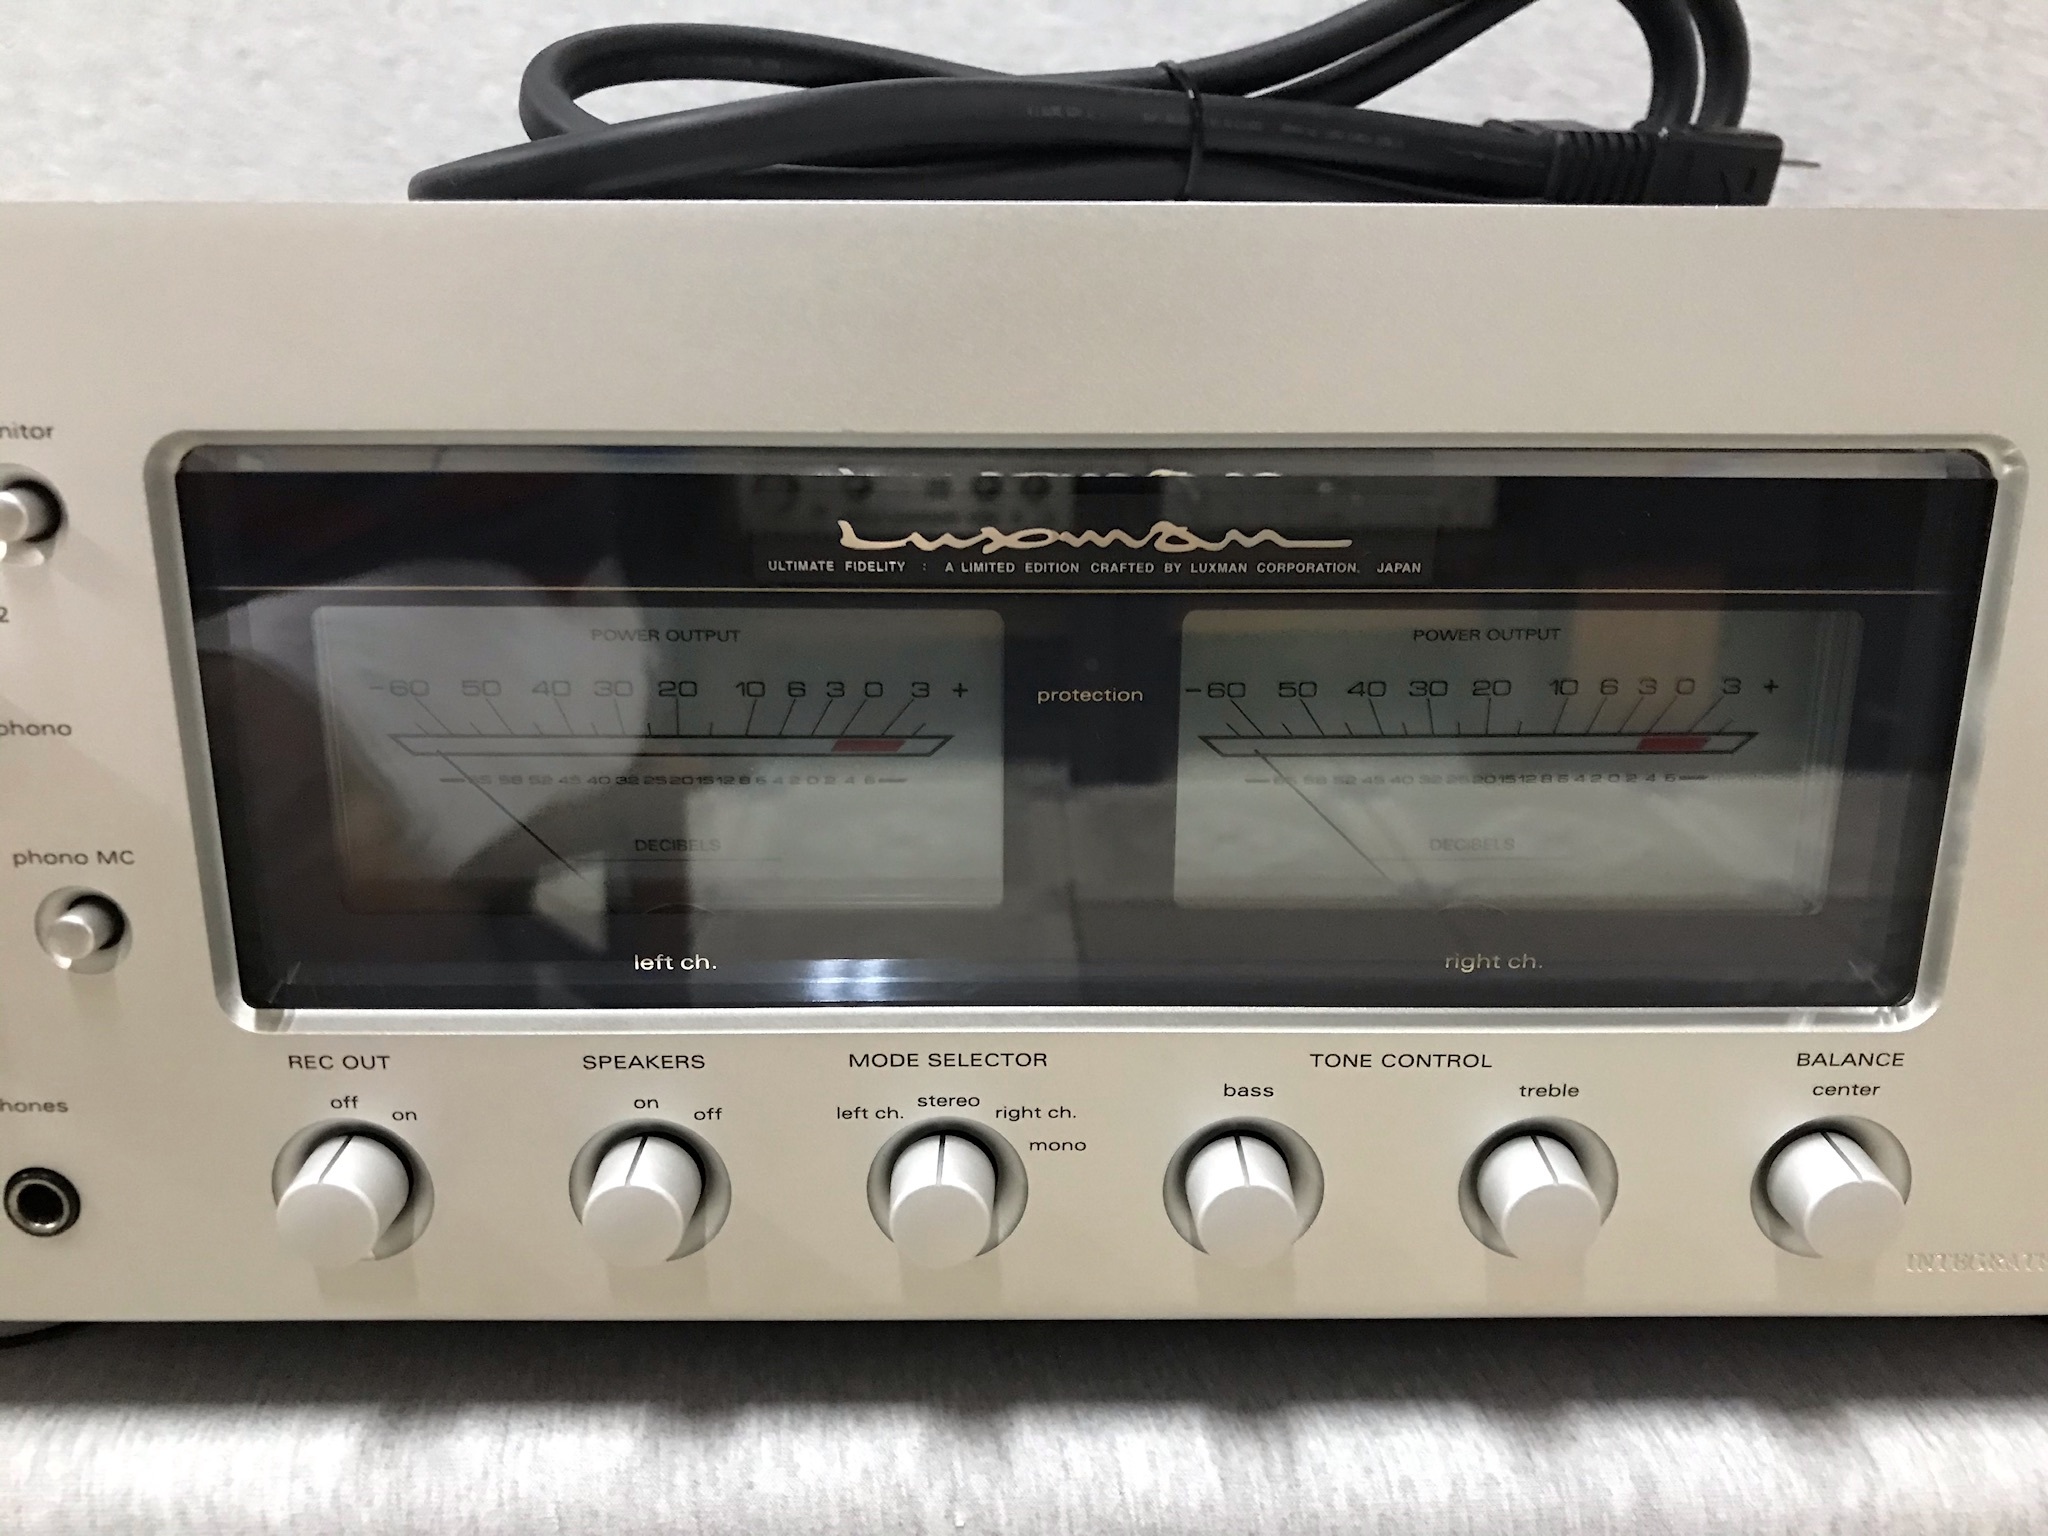 Luxman
ULTIMATE FIDELITY : A LIMITED EDITION CRAFTED BY LUXMAN CORPORATION. JAPAN
nitor
2
phono
phono MC
hones
POWER OUTPUT
-60 50 40 30 20 10 6 3 0 3 +
DECIBELS
left ch.
protection
POWER OUTPUT
-60 50 40 30 20 10 6 3 0 3 +
DECIBELS
right ch.
REC OUT
off on
SPEAKERS
on off
MODE SELECTOR
left ch. stereo right ch.
mono
TONE CONTROL
bass treble
BALANCE
center
INTEGRATE